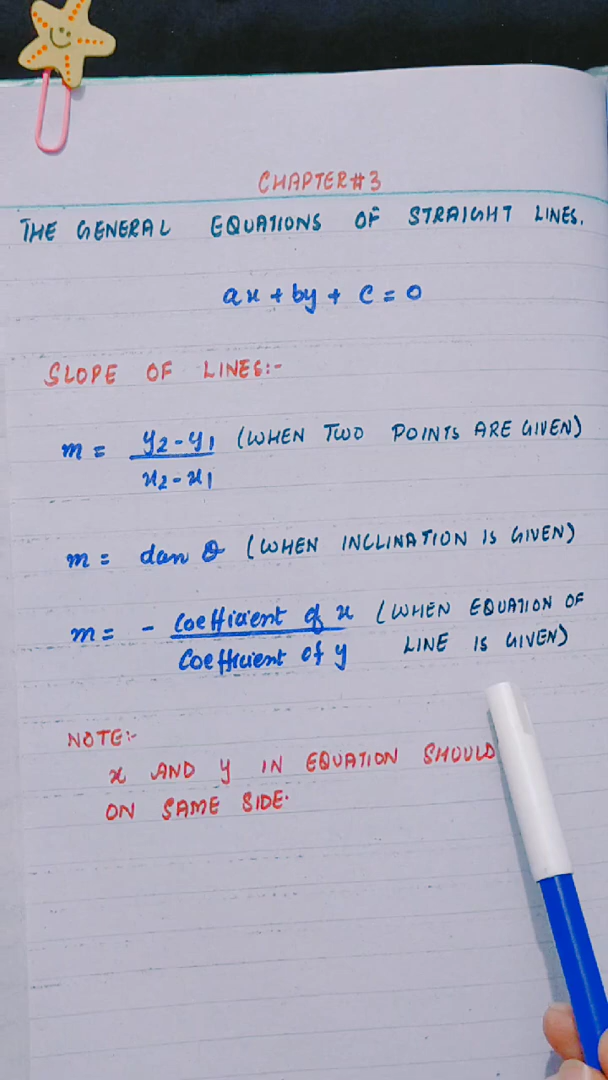 CHAPTER#3
THE GENERAL EQUATIONS OF STRAIGHT LINES.
ax + by + c = 0
SLOPE OF LINES:-
m = y2-y1 / x2-x1 (WHEN TWO POINTS ARE GIVEN)
m = tan θ (WHEN INCLINATION IS GIVEN)
m = - Coefficient of x / Coefficient of y (WHEN EQUATION OF
LINE IS GIVEN)
NOTE:-
x AND y IN EQUATION SHOULD
ON SAME SIDE.